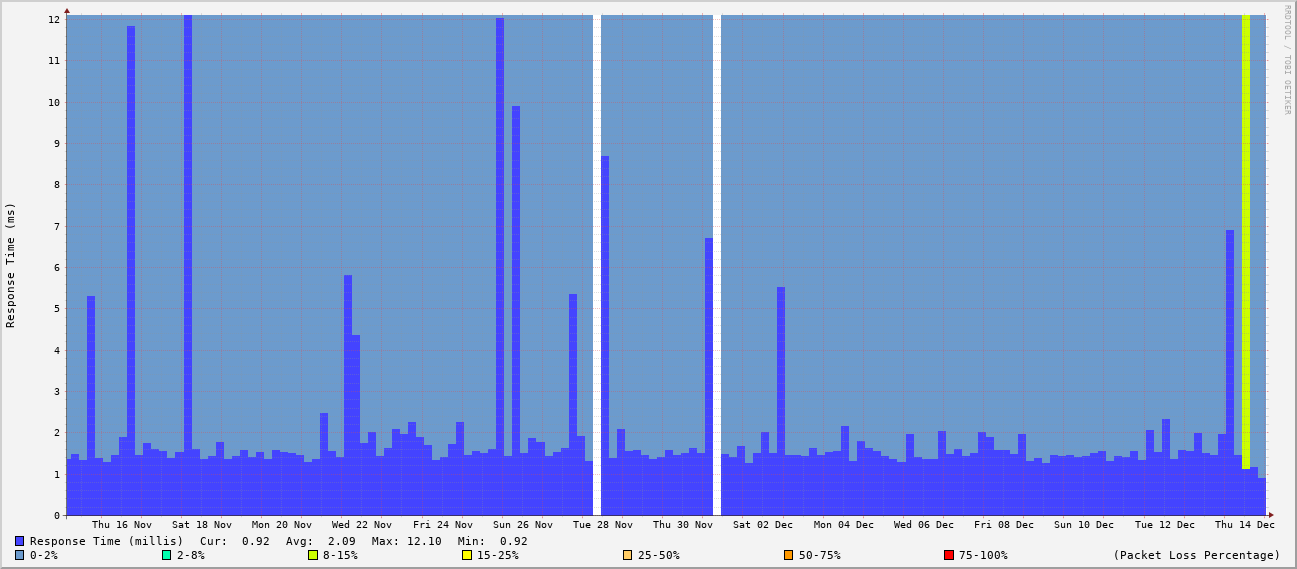 RRDTOOL / TOBI OETIKER
Response Time (ms)
12
11
10
9
8
7
6
5
4
3
2
1
0
Thu 16 Nov Sat 18 Nov Mon 20 Nov Wed 22 Nov Fri 24 Nov Sun 26 Nov Tue 28 Nov Thu 30 Nov Sat 02 Dec Mon 04 Dec Wed 06 Dec Fri 08 Dec Sun 10 Dec Tue 12 Dec Thu 14 Dec
Response Time (millis) Cur: 0.92 Avg: 2.09 Max: 12.10 Min: 0.92
0-2% 2-8% 8-15% 15-25% 25-50% 50-75% 75-100% (Packet Loss Percentage)